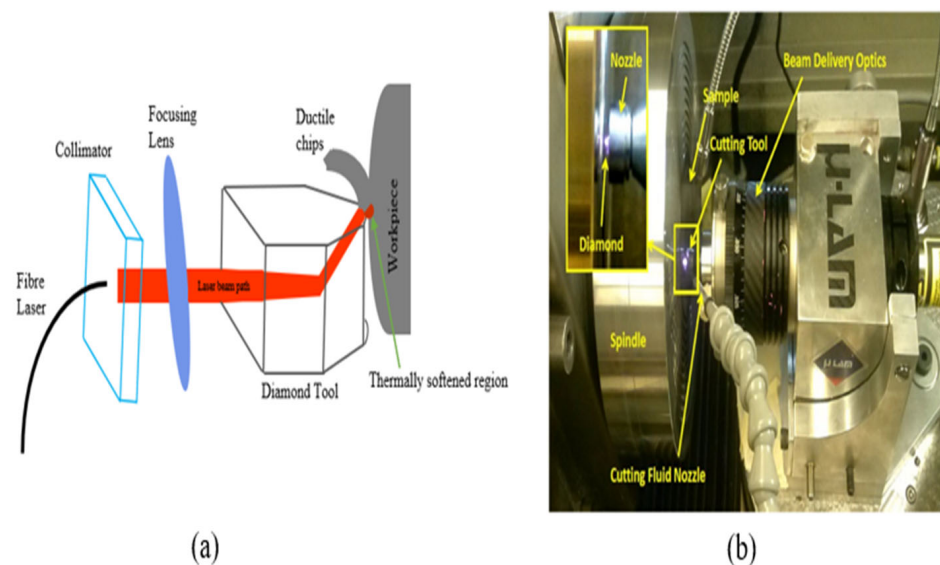 Collimator
Focusing
Lens
Ductile
chips
Workpiece
Fibre
Laser
Laser beam path
Diamond Tool
Thermally softened region
(a)
Nozzle
Beam Delivery Optics
Sample
Cutting Tool
Diamond
Spindle
Cutting Fluid Nozzle
μ-LAM
μ-LAM
(b)